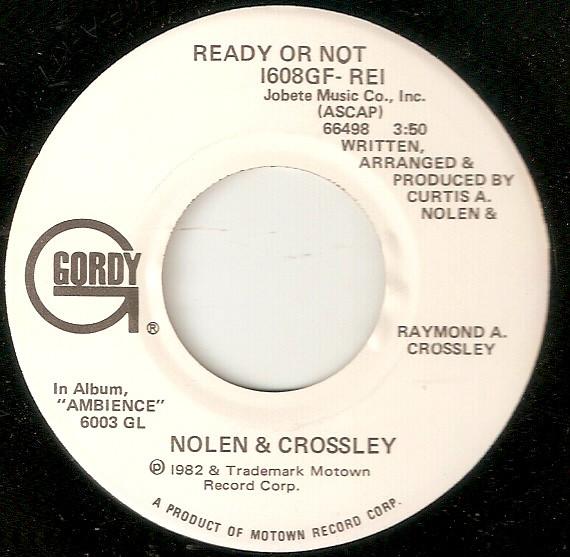 READY OR NOT
1608GF- RE1
Jobete Music Co., Inc.
(ASCAP)
66498 3:50
WRITTEN,
ARRANGED &
PRODUCED BY
CURTIS A.
NOLEN &
GORDY
®
RAYMOND A.
CROSSLEY
In Album,
"AMBIENCE"
6003 GL
NOLEN & CROSSLEY
℗ 1982 & Trademark Motown
Record Corp.
A PRODUCT OF MOTOWN RECORD CORP.